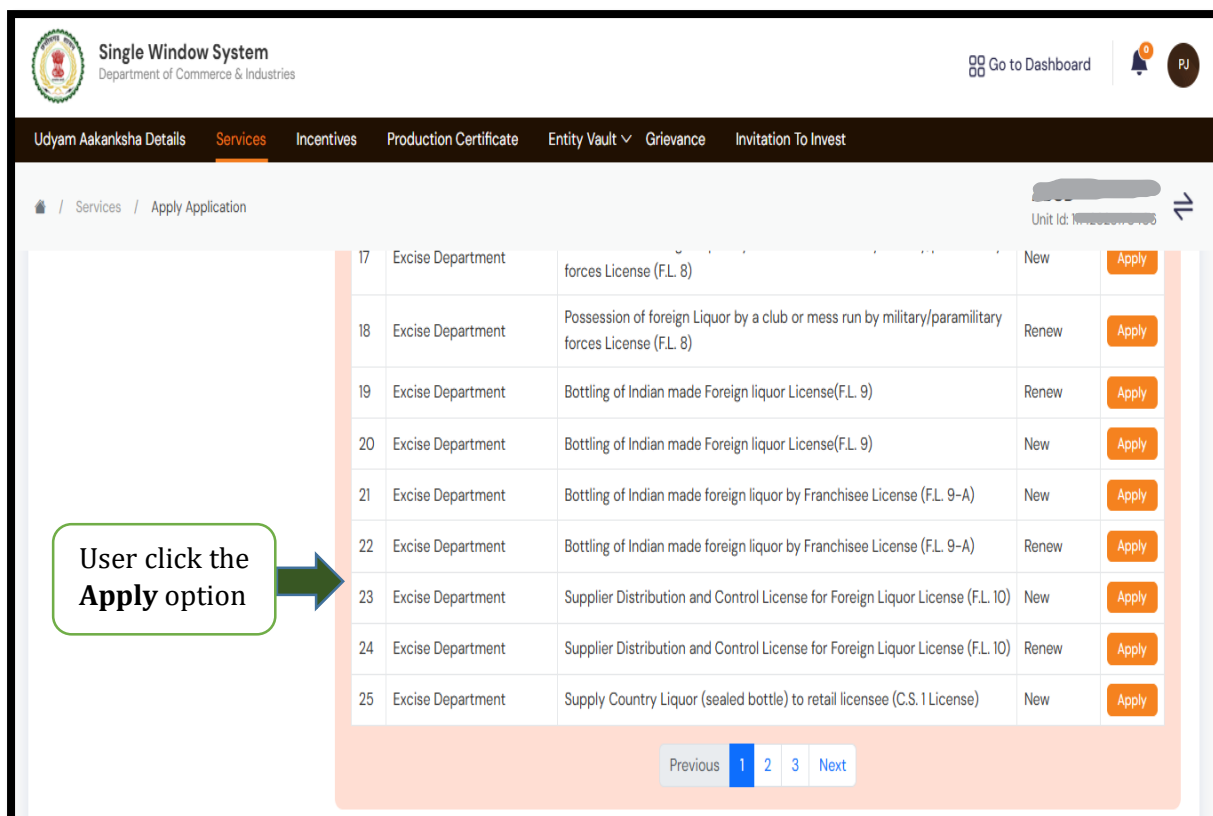 Single Window System
Department of Commerce & Industries
Go to Dashboard
0
PJ
Udyam Aakanksha Details Services Incentives Production Certificate Entity Vault Grievance Invitation To Invest
/ Services / Apply Application
Unit Id:
17 Excise Department forces License (F.L. 8) New Apply
18 Excise Department Possession of foreign Liquor by a club or mess run by military/paramilitary
forces License (F.L. 8) Renew Apply
19 Excise Department Bottling of Indian made Foreign liquor License(F.L. 9) Renew Apply
20 Excise Department Bottling of Indian made Foreign liquor License(F.L. 9) New Apply
21 Excise Department Bottling of Indian made foreign liquor by Franchisee License (F.L. 9-A) New Apply
22 Excise Department Bottling of Indian made foreign liquor by Franchisee License (F.L. 9-A) Renew Apply
User click the
Apply option
23 Excise Department Supplier Distribution and Control License for Foreign Liquor License (F.L. 10) New Apply
24 Excise Department Supplier Distribution and Control License for Foreign Liquor License (F.L. 10) Renew Apply
25 Excise Department Supply Country Liquor (sealed bottle) to retail licensee (C.S. 1 License) New Apply
Previous 1 2 3 Next